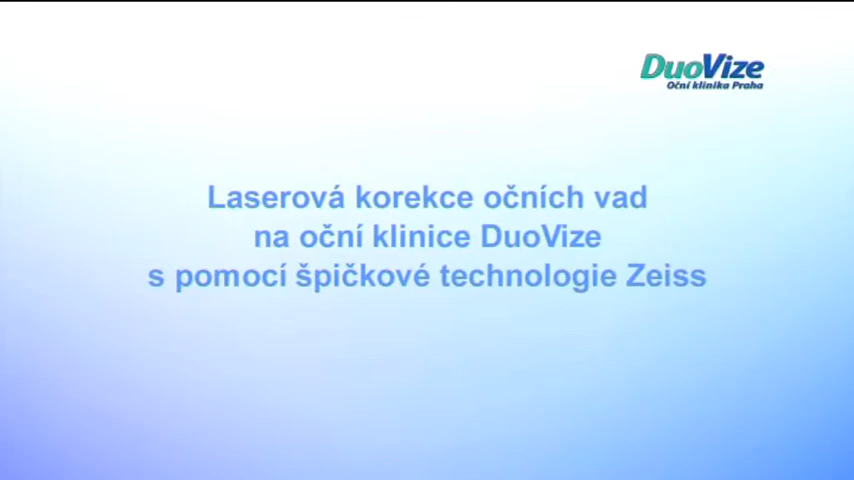 DuoVize
Oční klinika Praha
Laserová korekce očních vad
na oční klinice DuoVize
s pomocí špičkové technologie Zeiss